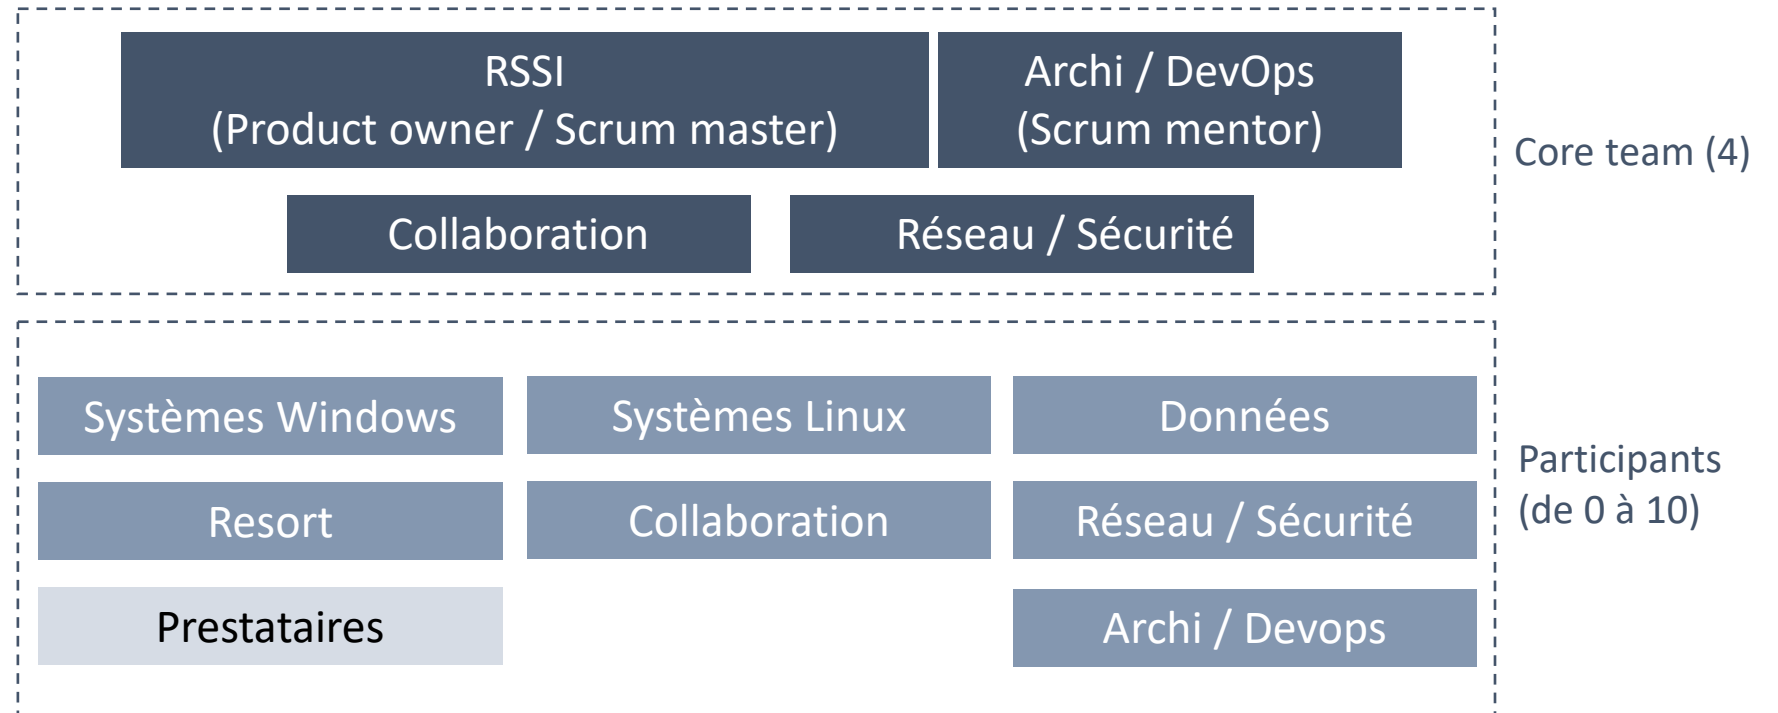 RSSI
(Product owner / Scrum master)
Archi / DevOps
(Scrum mentor)
Core team (4)
Collaboration
Réseau / Sécurité
Systèmes Windows
Systèmes Linux
Données
Participants
(de 0 à 10)
Resort
Collaboration
Réseau / Sécurité
Prestataires
Archi / Devops